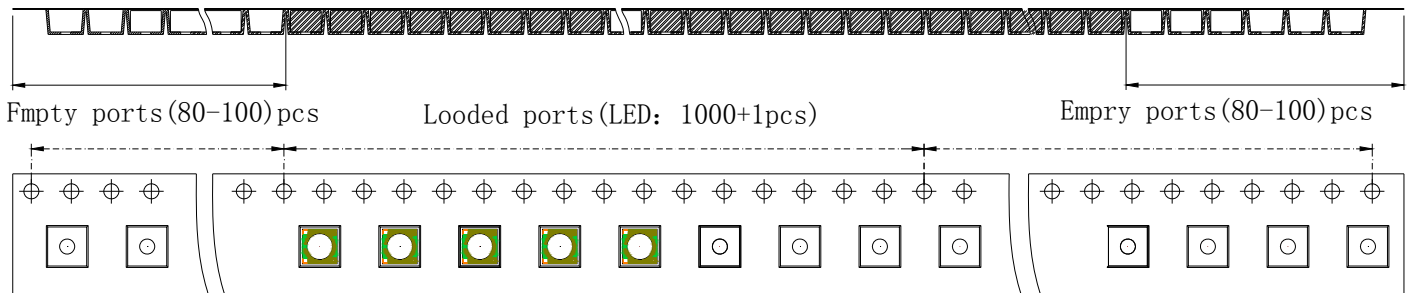 Fmpty ports(80-100)pcs
Looded ports(LED: 1000+1pcs)
Empry ports(80-100)pcs